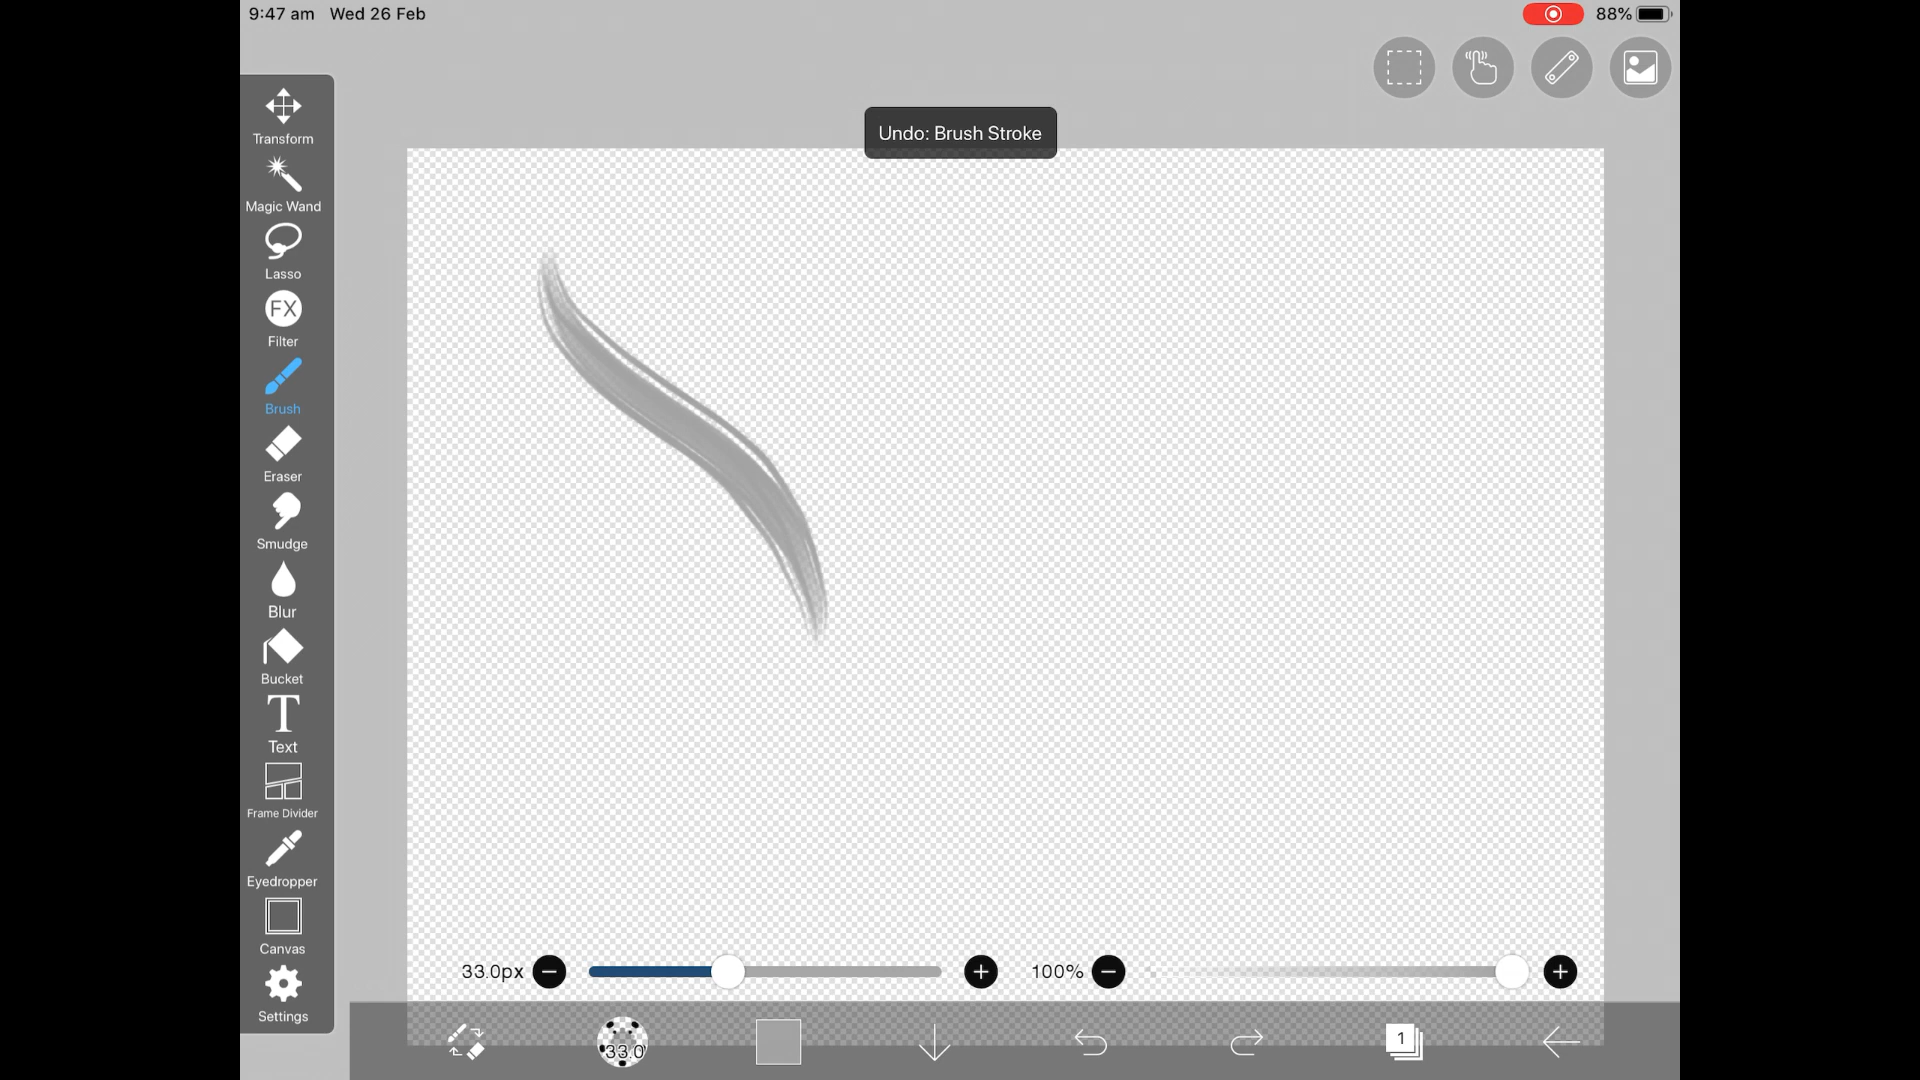 9:47 am Wed 26 Feb
88%
Undo: Brush Stroke
Transform
Magic Wand
Lasso
FX
Filter
Brush
Eraser
Smudge
Blur
Bucket
T
Text
Frame Divider
Eyedropper
Canvas
Settings
33.0px
100%
33.0
1